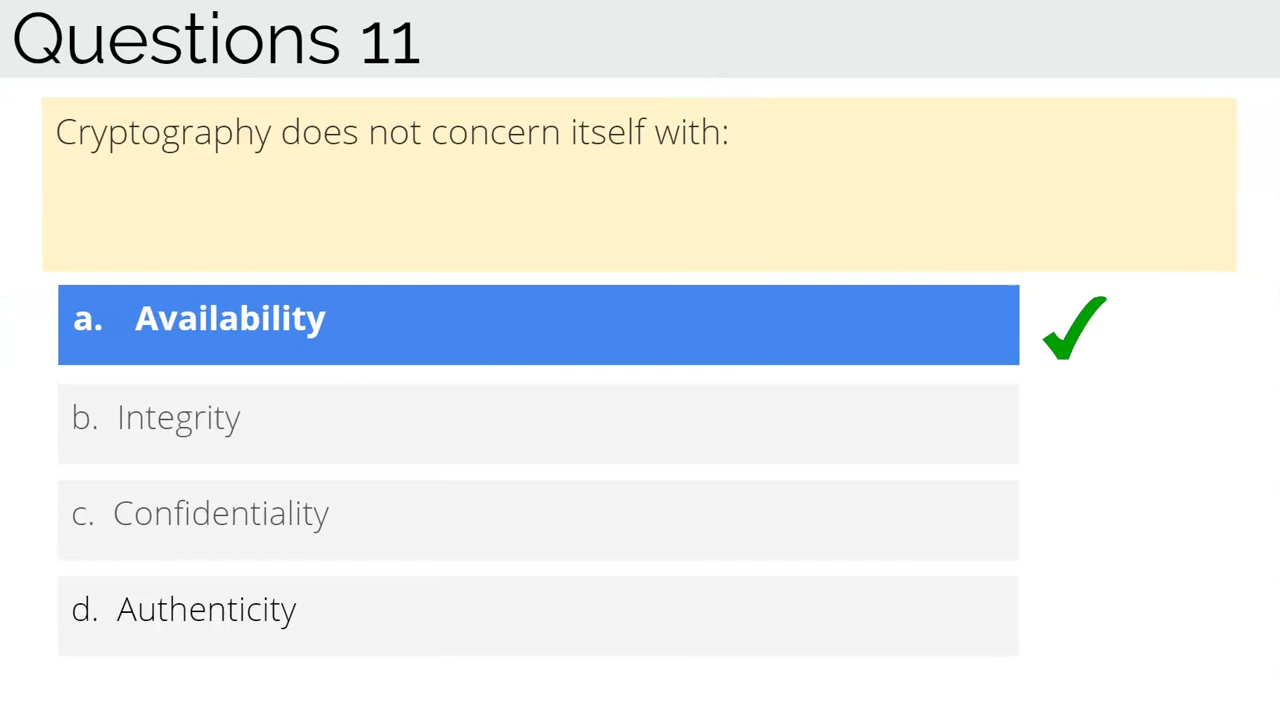 Questions 11
Cryptography does not concern itself with:
a. Availability
b. Integrity
c. Confidentiality
d. Authenticity